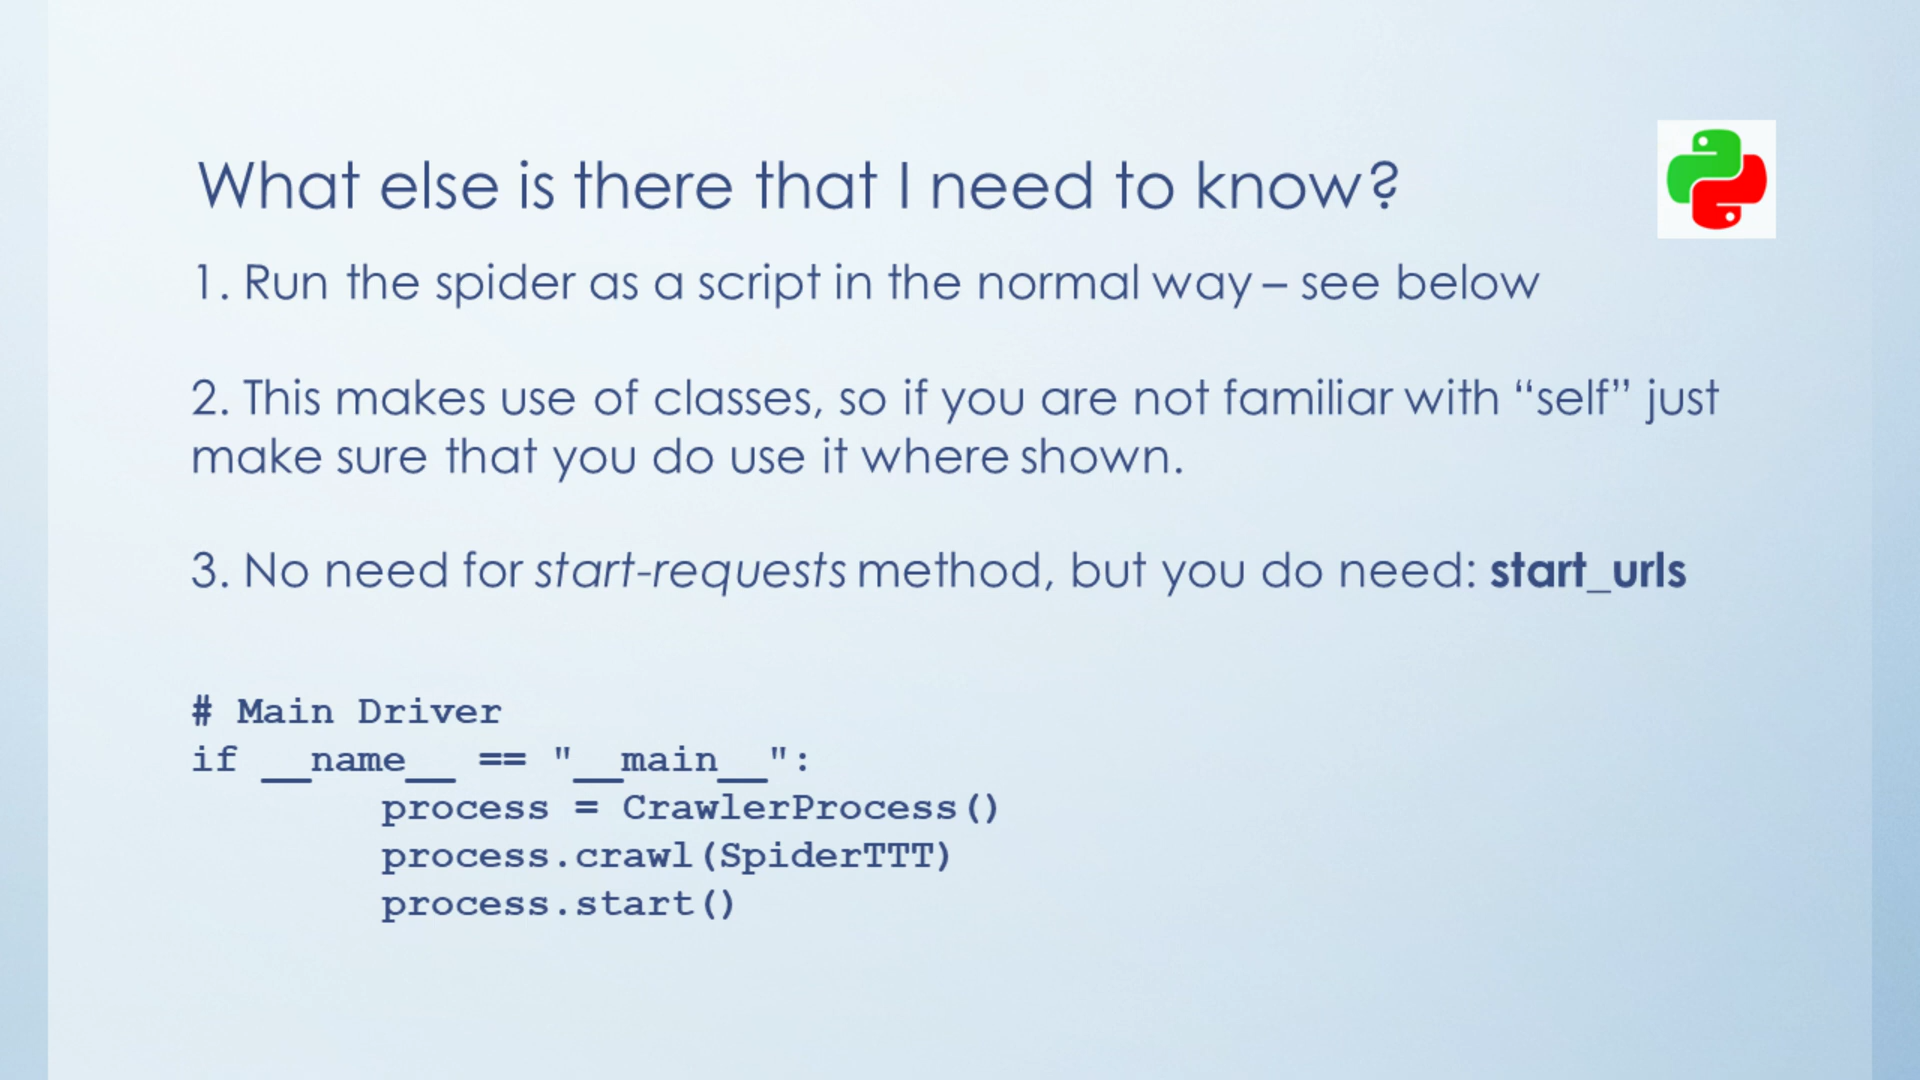 What else is there that I need to know?
1. Run the spider as a script in the normal way – see below
2. This makes use of classes, so if you are not familiar with “self” just
make sure that you do use it where shown.
3. No need for start-requests method, but you do need: start_urls
# Main Driver
if __name__ == "__main__":
        process = CrawlerProcess()
        process.crawl(SpiderTTT)
        process.start()